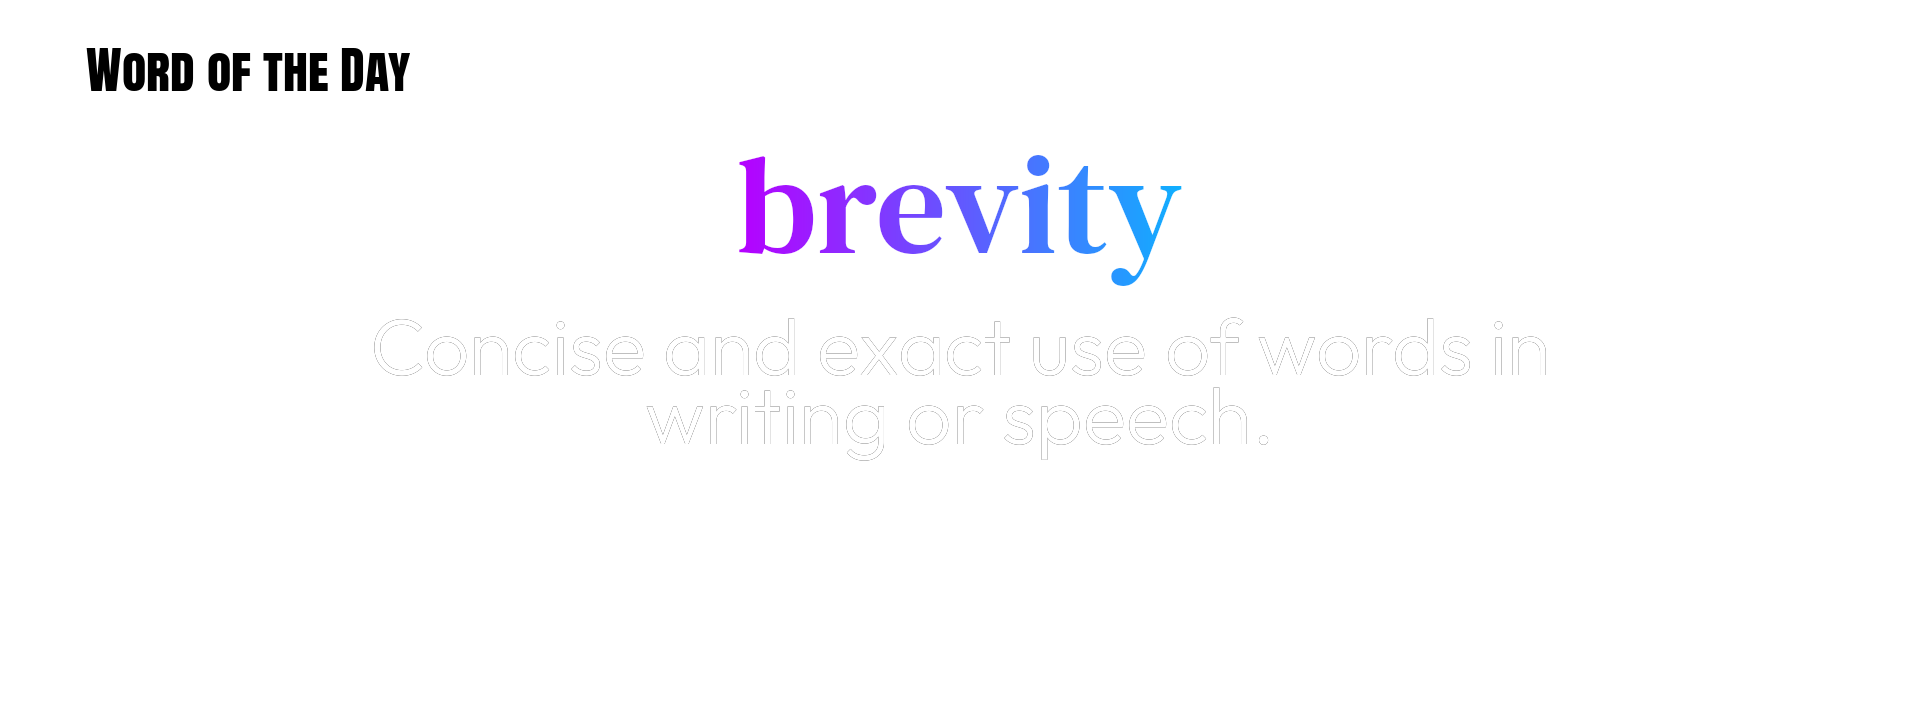 Word of the Day
brevity
Concise and exact use of words in
writing or speech.